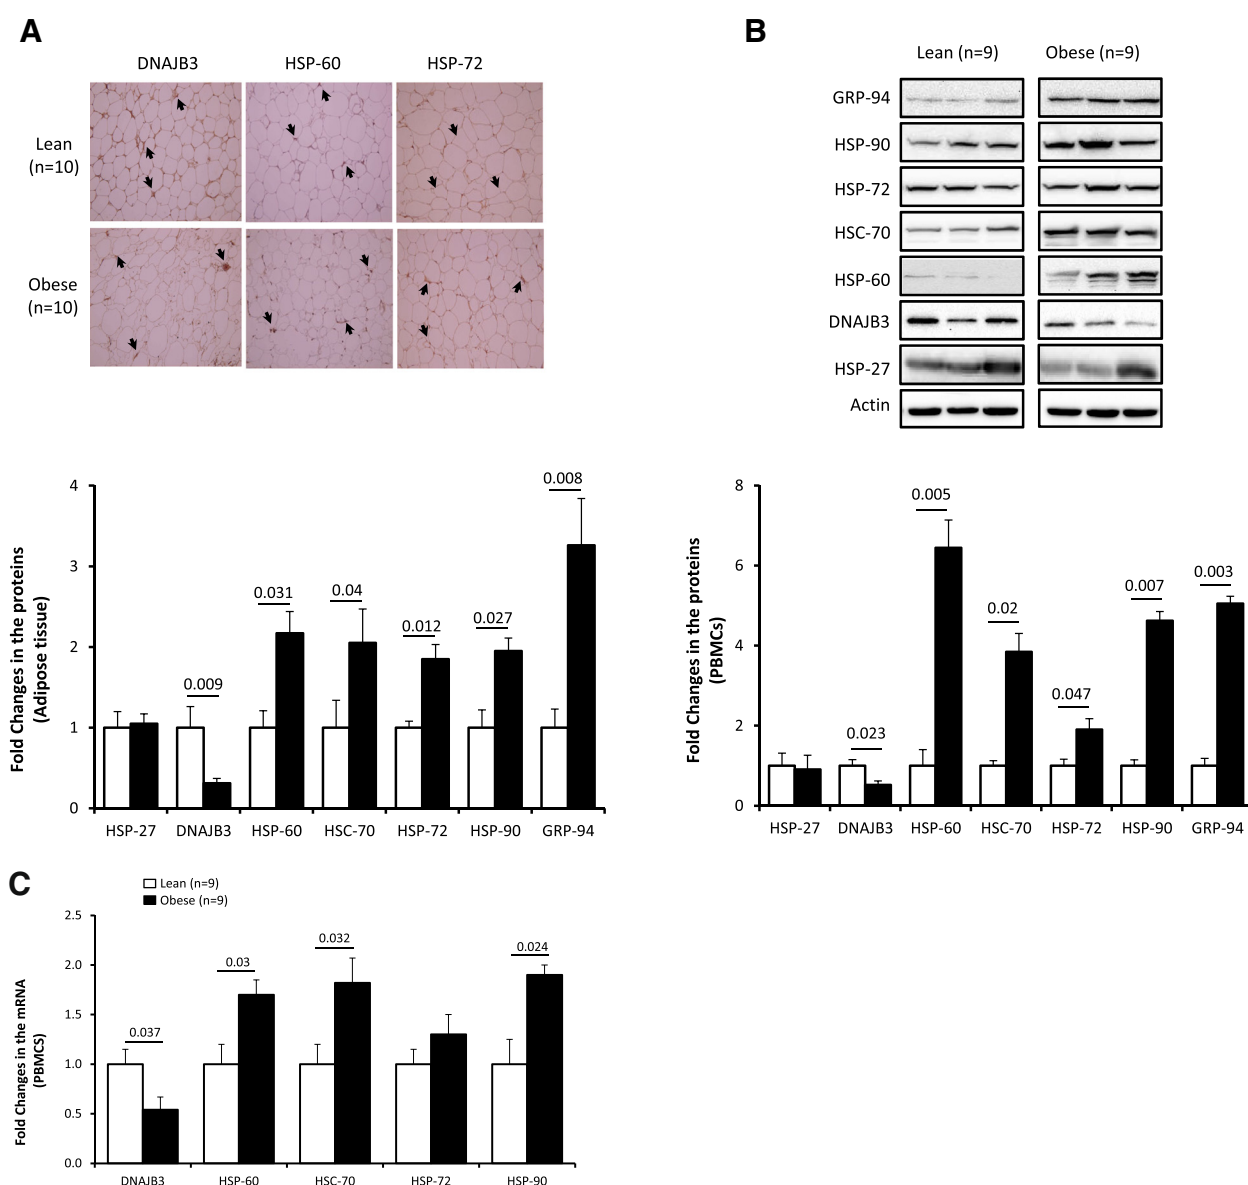 A
DNAJB3 HSP-60 HSP-72
Lean
(n=10)
Obese
(n=10)
B
Lean (n=9) Obese (n=9)
GRP-94
HSP-90
HSP-72
HSC-70
HSP-60
DNAJB3
HSP-27
Actin
Fold Changes in the proteins
(Adipose tissue)
4
3
2
1
0
0.009
0.031
0.04
0.012
0.027
0.008
HSP-27 DNAJB3 HSP-60 HSC-70 HSP-72 HSP-90 GRP-94
Fold Changes in the proteins
(PBMCs)
8
6
4
2
0
0.023
0.005
0.02
0.047
0.007
0.003
HSP-27 DNAJB3 HSP-60 HSC-70 HSP-72 HSP-90 GRP-94
C
Lean (n=9)
Obese (n=9)
Fold Changes in the mRNA
(PBMCS)
2.5
2.0
1.5
1.0
0.5
0.0
0.037
0.03
0.032
0.024
DNAJB3 HSP-60 HSC-70 HSP-72 HSP-90